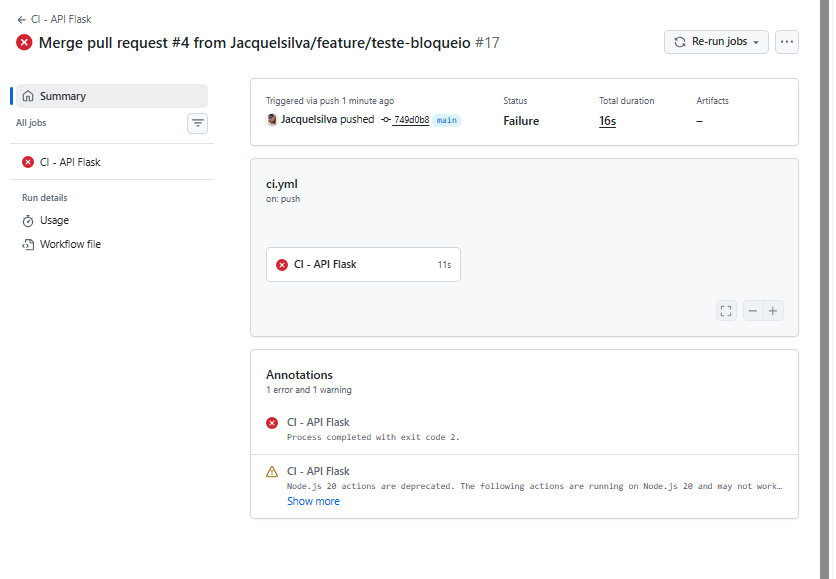 ← CI - API Flask
Merge pull request #4 from Jacquelsilva/feature/teste-bloqueio #17
Re-run jobs
Summary
All jobs
CI - API Flask
Run details
Usage
Workflow file
Triggered via push 1 minute ago
Jacquelsilva pushed 749d0b8 main
Status
Failure
Total duration
16s
Artifacts
–
ci.yml
on: push
CI - API Flask 11s
Annotations
1 error and 1 warning
CI - API Flask
Process completed with exit code 2.
CI - API Flask
Node.js 20 actions are deprecated. The following actions are running on Node.js 20 and may not work…
Show more